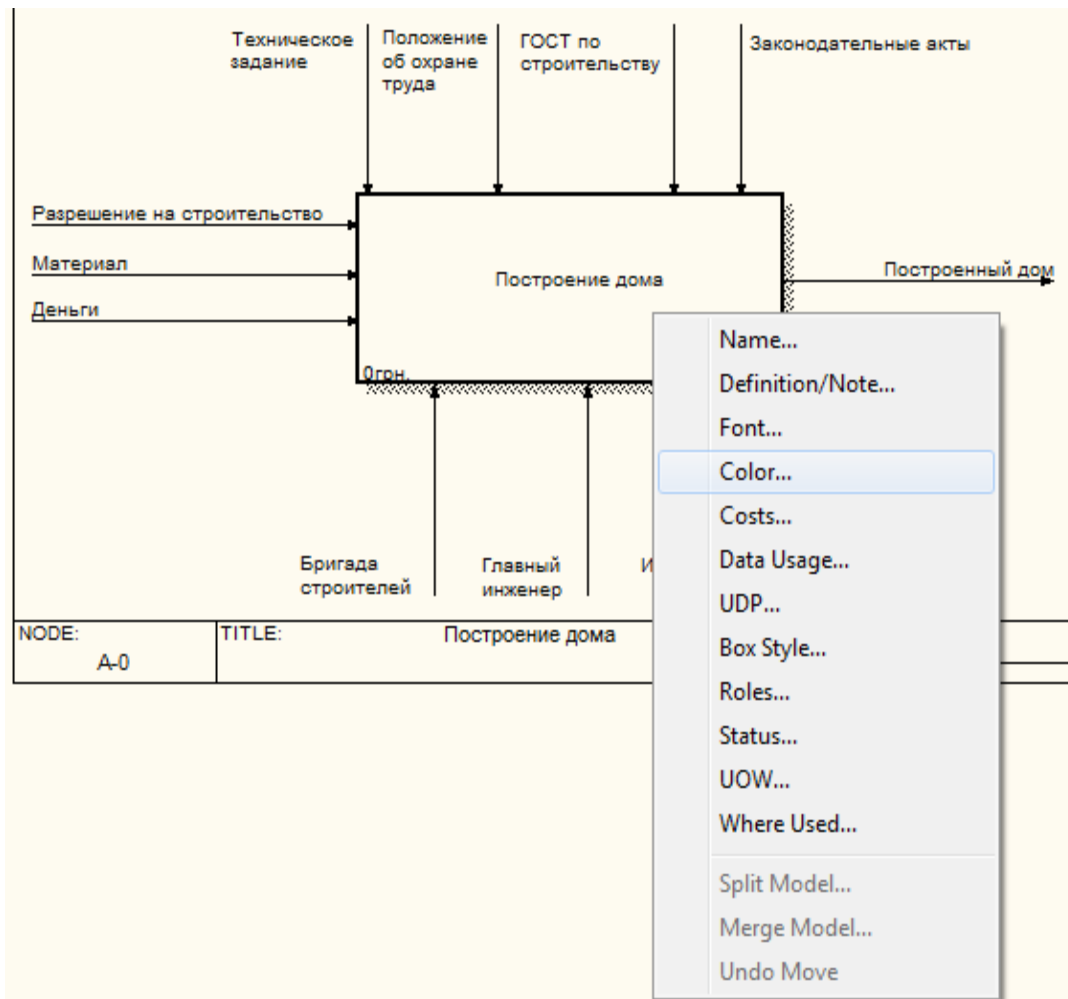 Техническое
задание
Положение
об охране
труда
ГОСТ по
строительству
Законодательные акты
Разрешение на строительство
Материал
Деньги
Построение дома
Построенный дом
0грн.
Бригада
строителей
Главный
инженер
И
NODE:
A-0
TITLE:
Построение дома
Name...
Definition/Note...
Font...
Color...
Costs...
Data Usage...
UDP...
Box Style...
Roles...
Status...
UOW...
Where Used...
Split Model...
Merge Model...
Undo Move